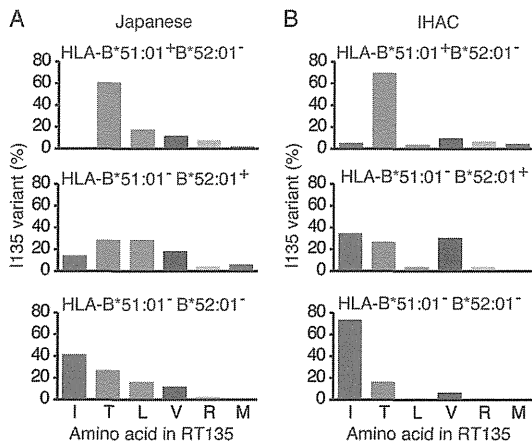 A Japanese
HLA-B*51:01+B*52:01-
80
60
40
20
0
HLA-B*51:01- B*52:01+
80
60
40
20
0
HLA-B*51:01- B*52:01-
80
60
40
20
0
I135 variant (%)
I T L V R M
Amino acid in RT135
B IHAC
HLA-B*51:01+B*52:01-
80
60
40
20
0
HLA-B*51:01- B*52:01+
80
60
40
20
0
HLA-B*51:01- B*52:01-
80
60
40
20
0
I T L V R M
Amino acid in RT135